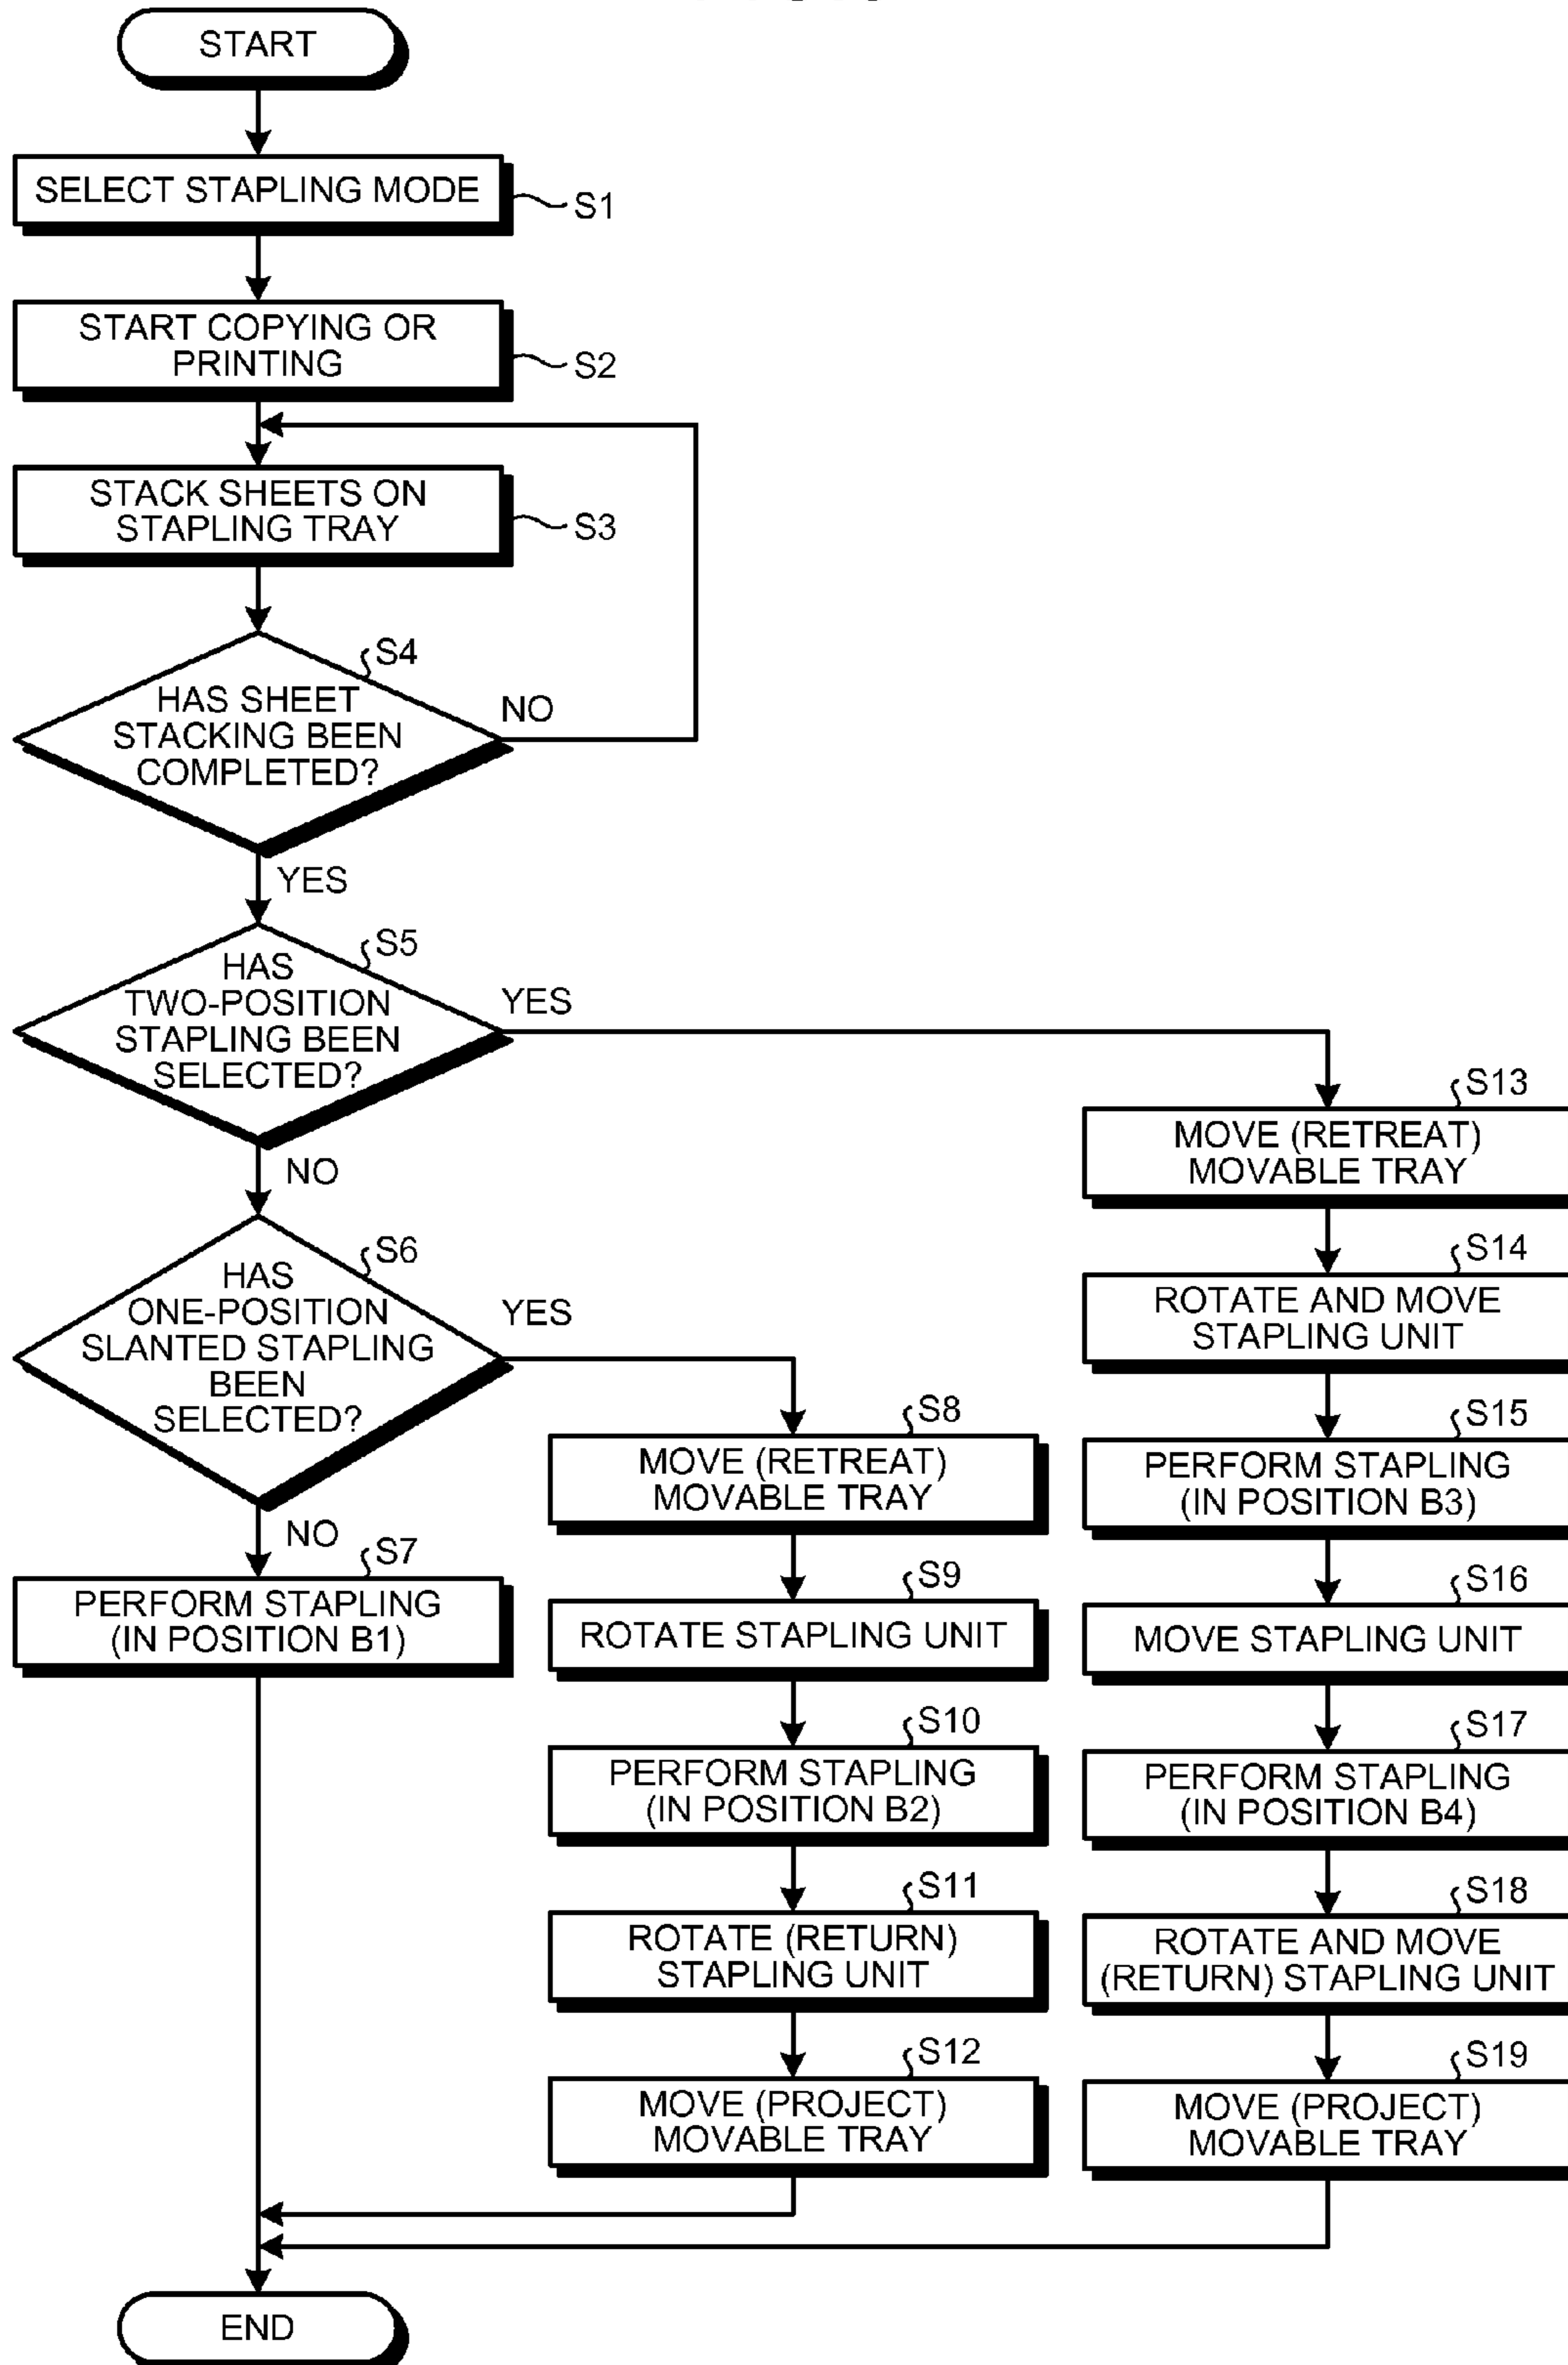 START
SELECT STAPLING MODE
S1
START COPYING OR
PRINTING
S2
STACK SHEETS ON
STAPLING TRAY
S3
S4
HAS SHEET
STACKING BEEN
COMPLETED?
NO
YES
S5
HAS
TWO-POSITION
STAPLING BEEN
SELECTED?
YES
NO
S6
HAS
ONE-POSITION
SLANTED STAPLING
BEEN
SELECTED?
YES
NO
S7
PERFORM STAPLING
(IN POSITION B1)
S8
MOVE (RETREAT)
MOVABLE TRAY
S9
ROTATE STAPLING UNIT
S10
PERFORM STAPLING
(IN POSITION B2)
S11
ROTATE (RETURN)
STAPLING UNIT
S12
MOVE (PROJECT)
MOVABLE TRAY
S13
MOVE (RETREAT)
MOVABLE TRAY
S14
ROTATE AND MOVE
STAPLING UNIT
S15
PERFORM STAPLING
(IN POSITION B3)
S16
MOVE STAPLING UNIT
S17
PERFORM STAPLING
(IN POSITION B4)
S18
ROTATE AND MOVE
(RETURN) STAPLING UNIT
S19
MOVE (PROJECT)
MOVABLE TRAY
END